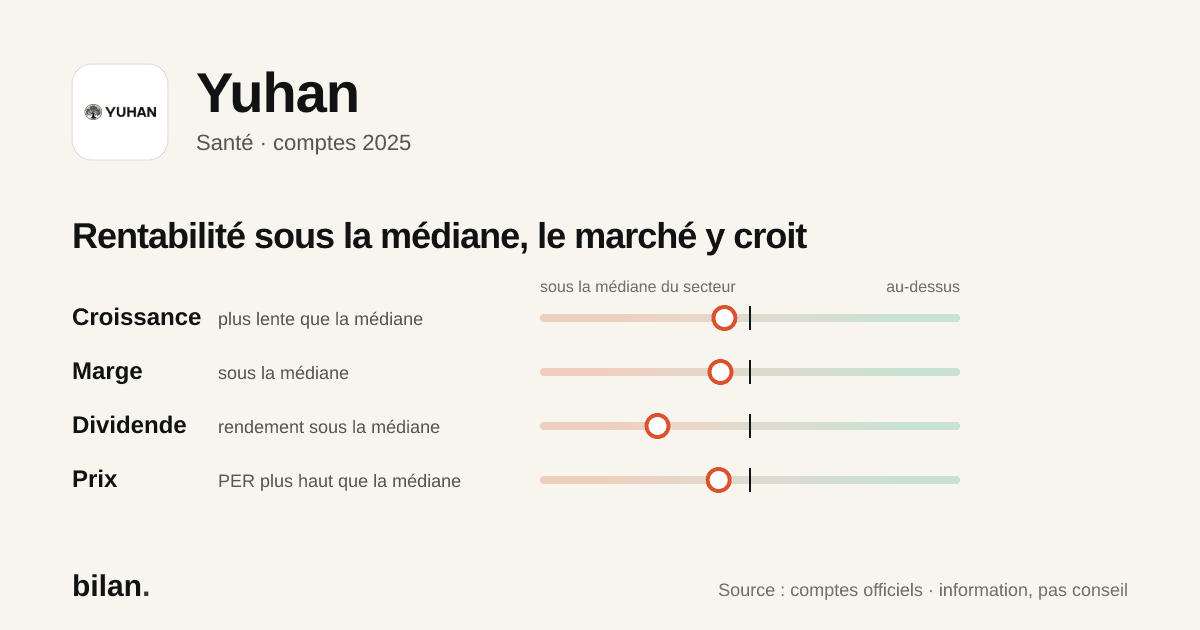 YUHAN
Yuhan
Santé · comptes 2025
Rentabilité sous la médiane, le marché y croit
sous la médiane du secteur au-dessus
Croissance plus lente que la médiane
Marge sous la médiane
Dividende rendement sous la médiane
Prix PER plus haut que la médiane
bilan.
Source : comptes officiels · information, pas conseil